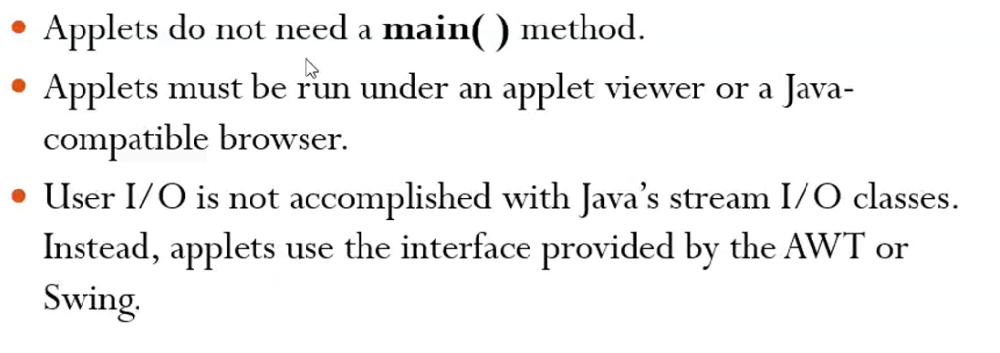 • Applets do not need a main( ) method.
• Applets must be run under an applet viewer or a Java-
compatible browser.
• User I/O is not accomplished with Java’s stream I/O classes.
Instead, applets use the interface provided by the AWT or
Swing.